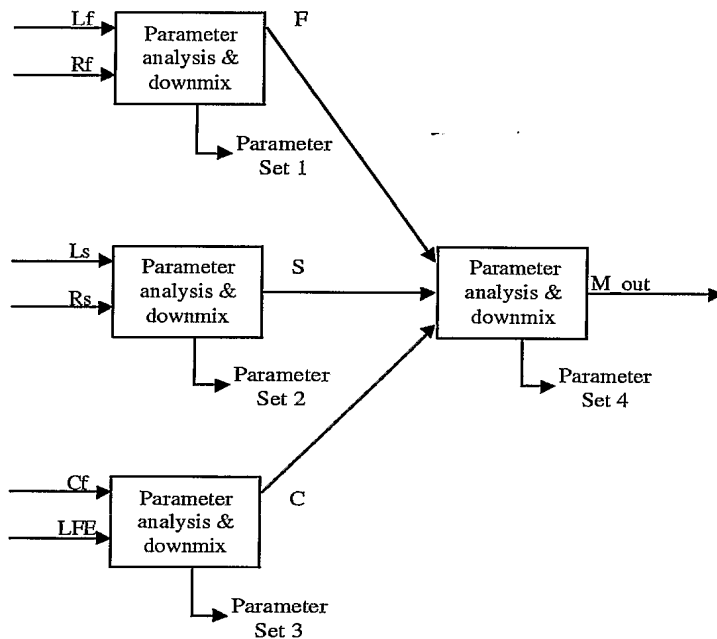 Lf
Rf
Parameter
analysis &
downmix
F
Parameter
Set 1
Ls
Rs
Parameter
analysis &
downmix
S
Parameter
Set 2
Parameter
analysis &
downmix
M_out
Parameter
Set 4
Cf
LFE
Parameter
analysis &
downmix
C
Parameter
Set 3